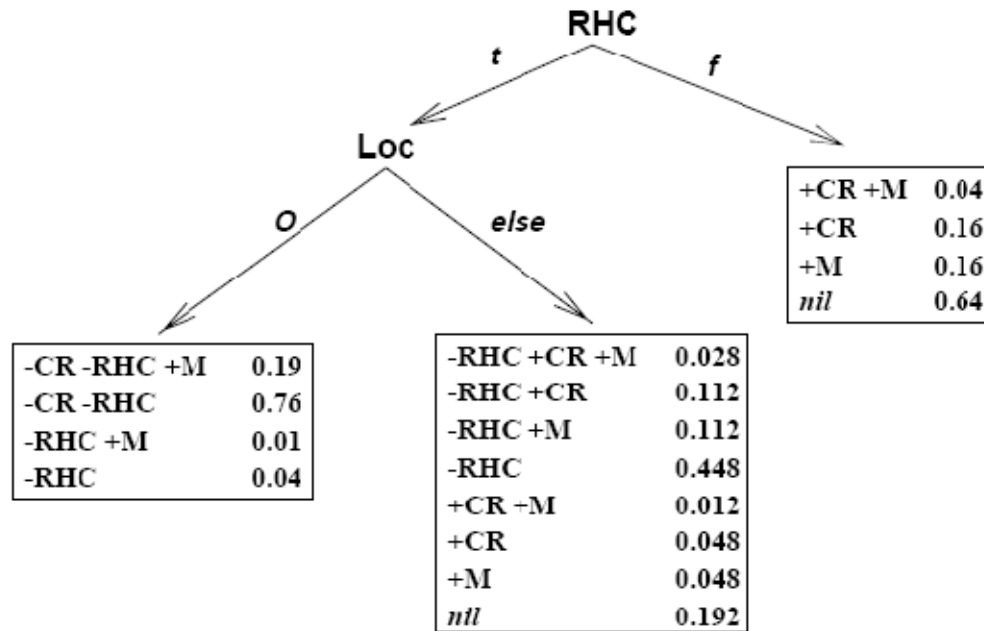 RHC
t
f
Loc
O
else
+CR +M 0.04
+CR 0.16
+M 0.16
nil 0.64
-CR -RHC +M 0.19
-CR -RHC 0.76
-RHC +M 0.01
-RHC 0.04
-RHC +CR +M 0.028
-RHC +CR 0.112
-RHC +M 0.112
-RHC 0.448
+CR +M 0.012
+CR 0.048
+M 0.048
nil 0.192